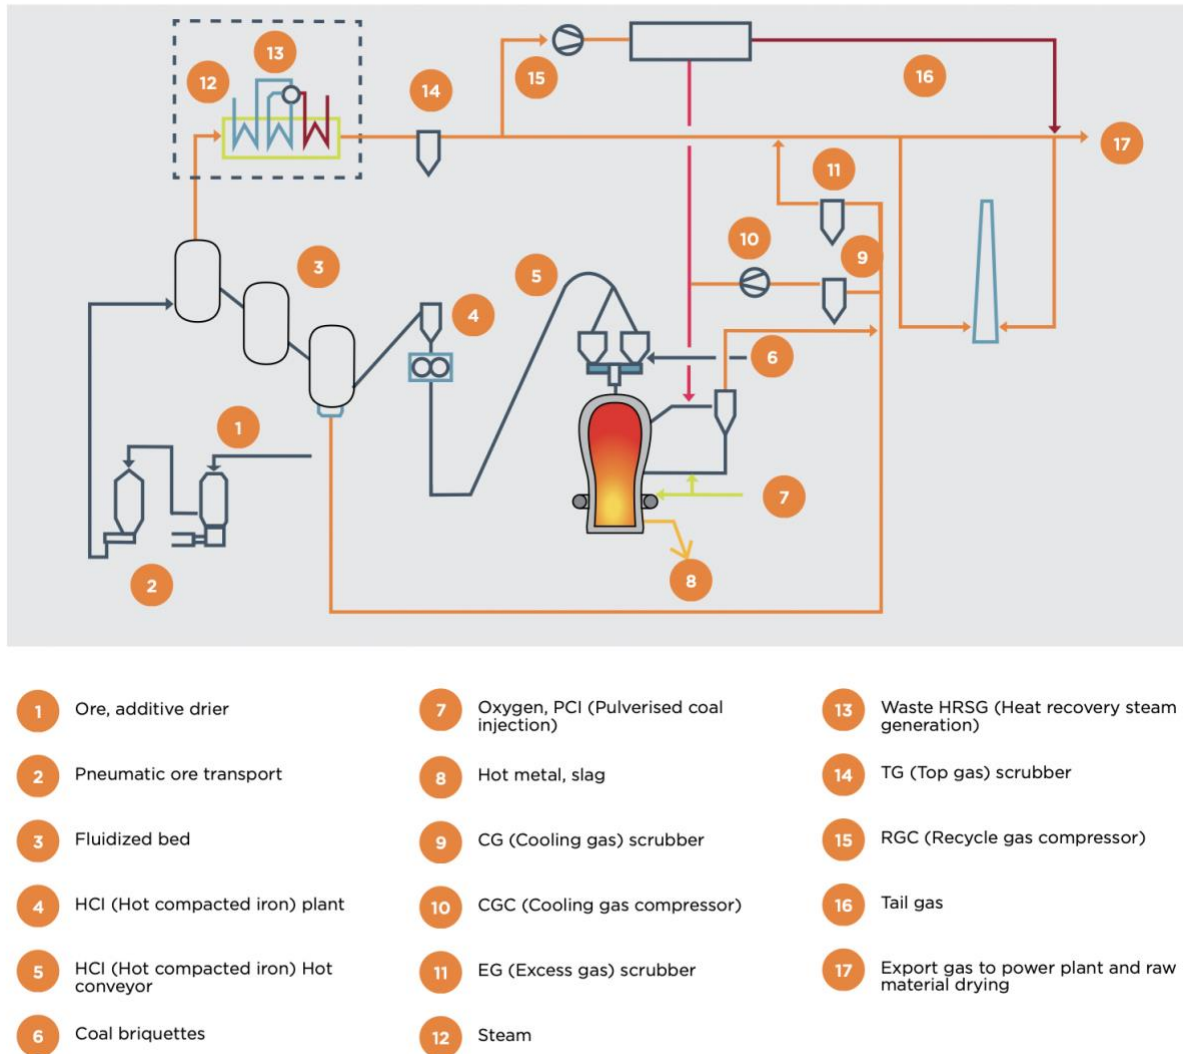 13
12
15
14
16
17
11
10
9
3
5
4
6
1
7
2
8
1 Ore, additive drier
2 Pneumatic ore transport
3 Fluidized bed
4 HCI (Hot compacted iron) plant
5 HCI (Hot compacted iron) Hot
conveyor
6 Coal briquettes
7 Oxygen, PCI (Pulverised coal
injection)
8 Hot metal, slag
9 CG (Cooling gas) scrubber
10 CGC (Cooling gas compressor)
11 EG (Excess gas) scrubber
12 Steam
13 Waste HRSG (Heat recovery steam
generation)
14 TG (Top gas) scrubber
15 RGC (Recycle gas compressor)
16 Tail gas
17 Export gas to power plant and raw
material drying